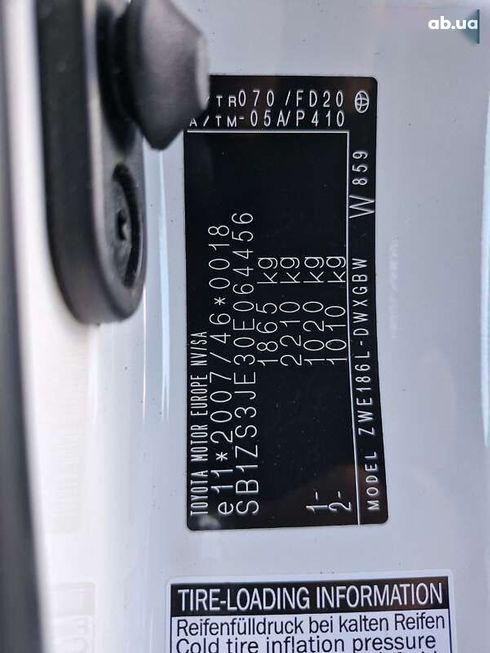 ab.ua
TOYOTA MOTOR EUROPE NV/SA
e11*2007/46*0018
SB1ZS3JE30E064456
1865 kg
2210 kg
1- 1020 kg
2- 1010 kg
MODEL ZWE186L-DWXGBW W 859
TR 070/FD20
A/TM-05A/P410
TIRE-LOADING INFORMATION
Reifenfülldruck bei kalten Reifen
Cold tire inflation pressure